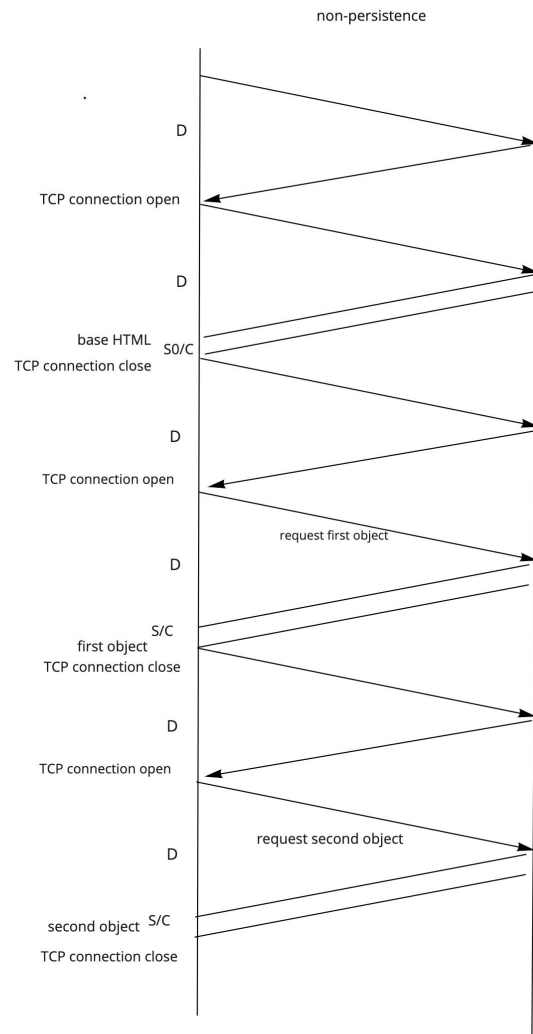 non-persistence
D
TCP connection open
D
base HTML
S0/C
TCP connection close
D
TCP connection open
request first object
D
S/C
first object
TCP connection close
D
TCP connection open
request second object
D
second object S/C
TCP connection close